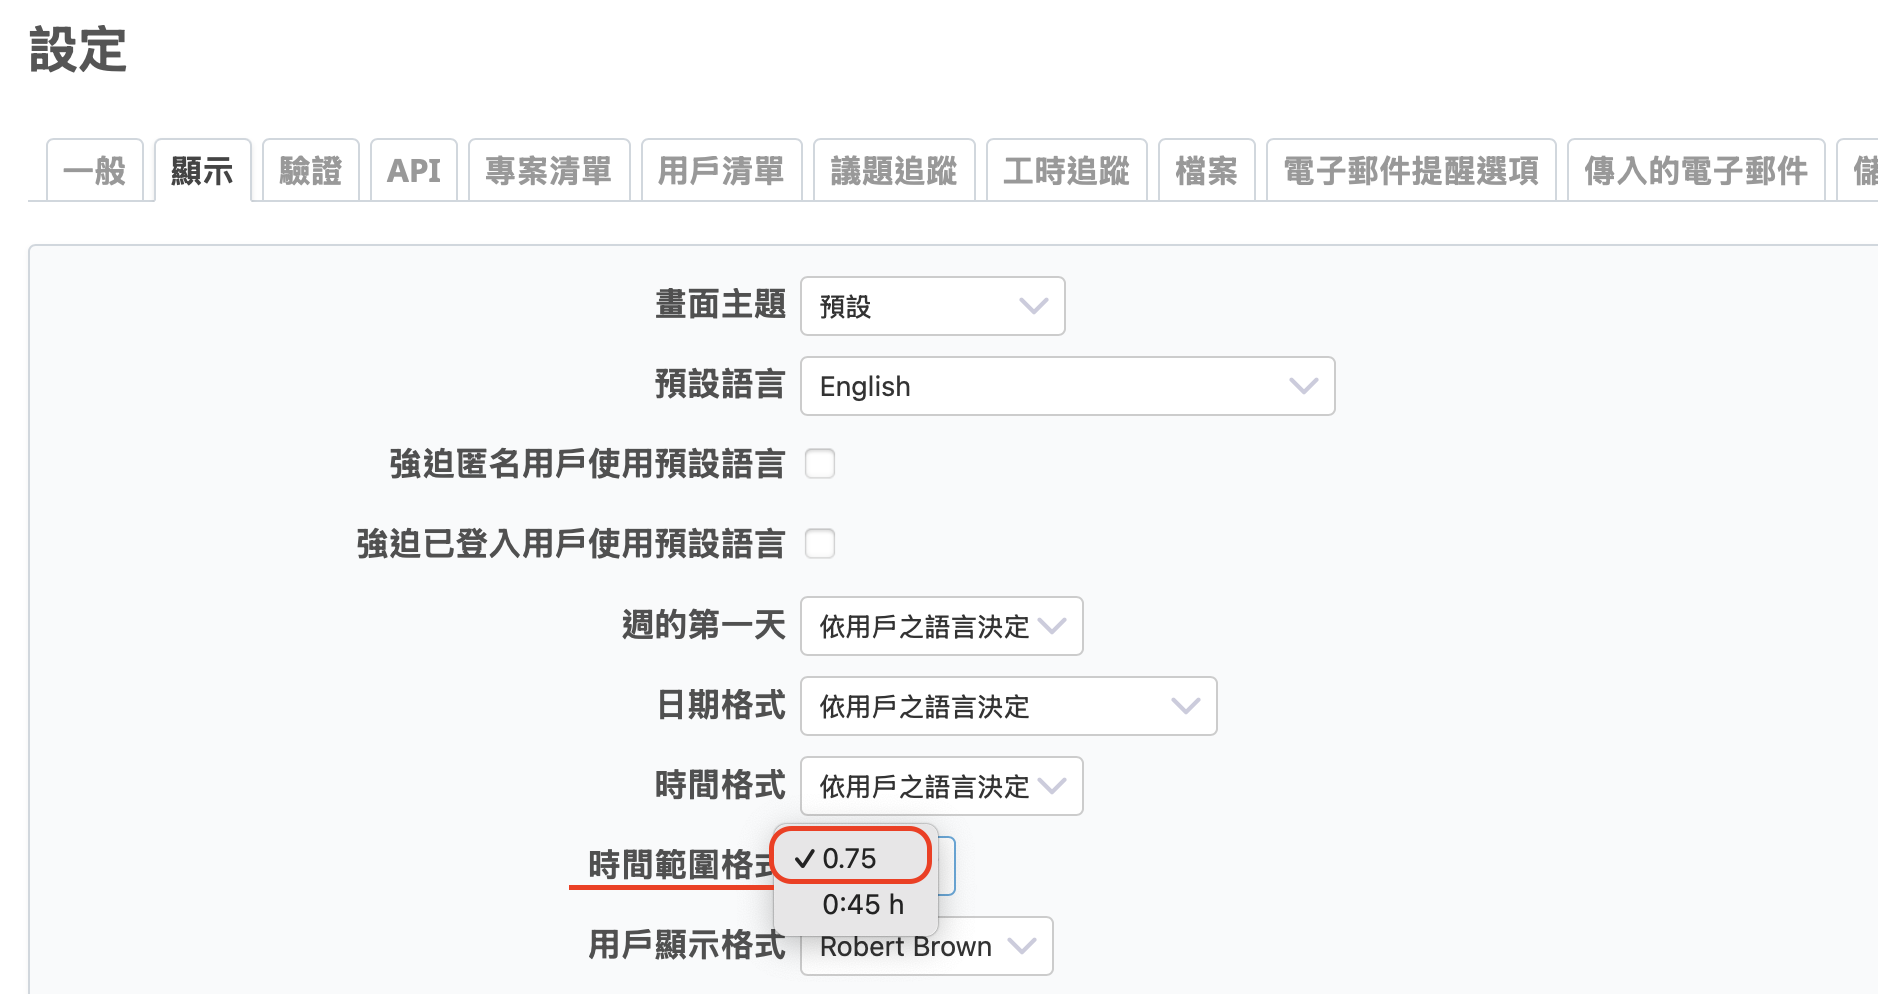 設定
一般 顯示 驗證 API 專案清單 用戶清單 議題追蹤 工時追蹤 檔案 電子郵件提醒選項 傳入的電子郵件
畫面主題 預設
預設語言 English
強迫匿名用戶使用預設語言
強迫已登入用戶使用預設語言
週的第一天 依用戶之語言決定
日期格式 依用戶之語言決定
時間格式 依用戶之語言決定
時間範圍格式 ✓ 0.75
0:45 h
用戶顯示格式 Robert Brown